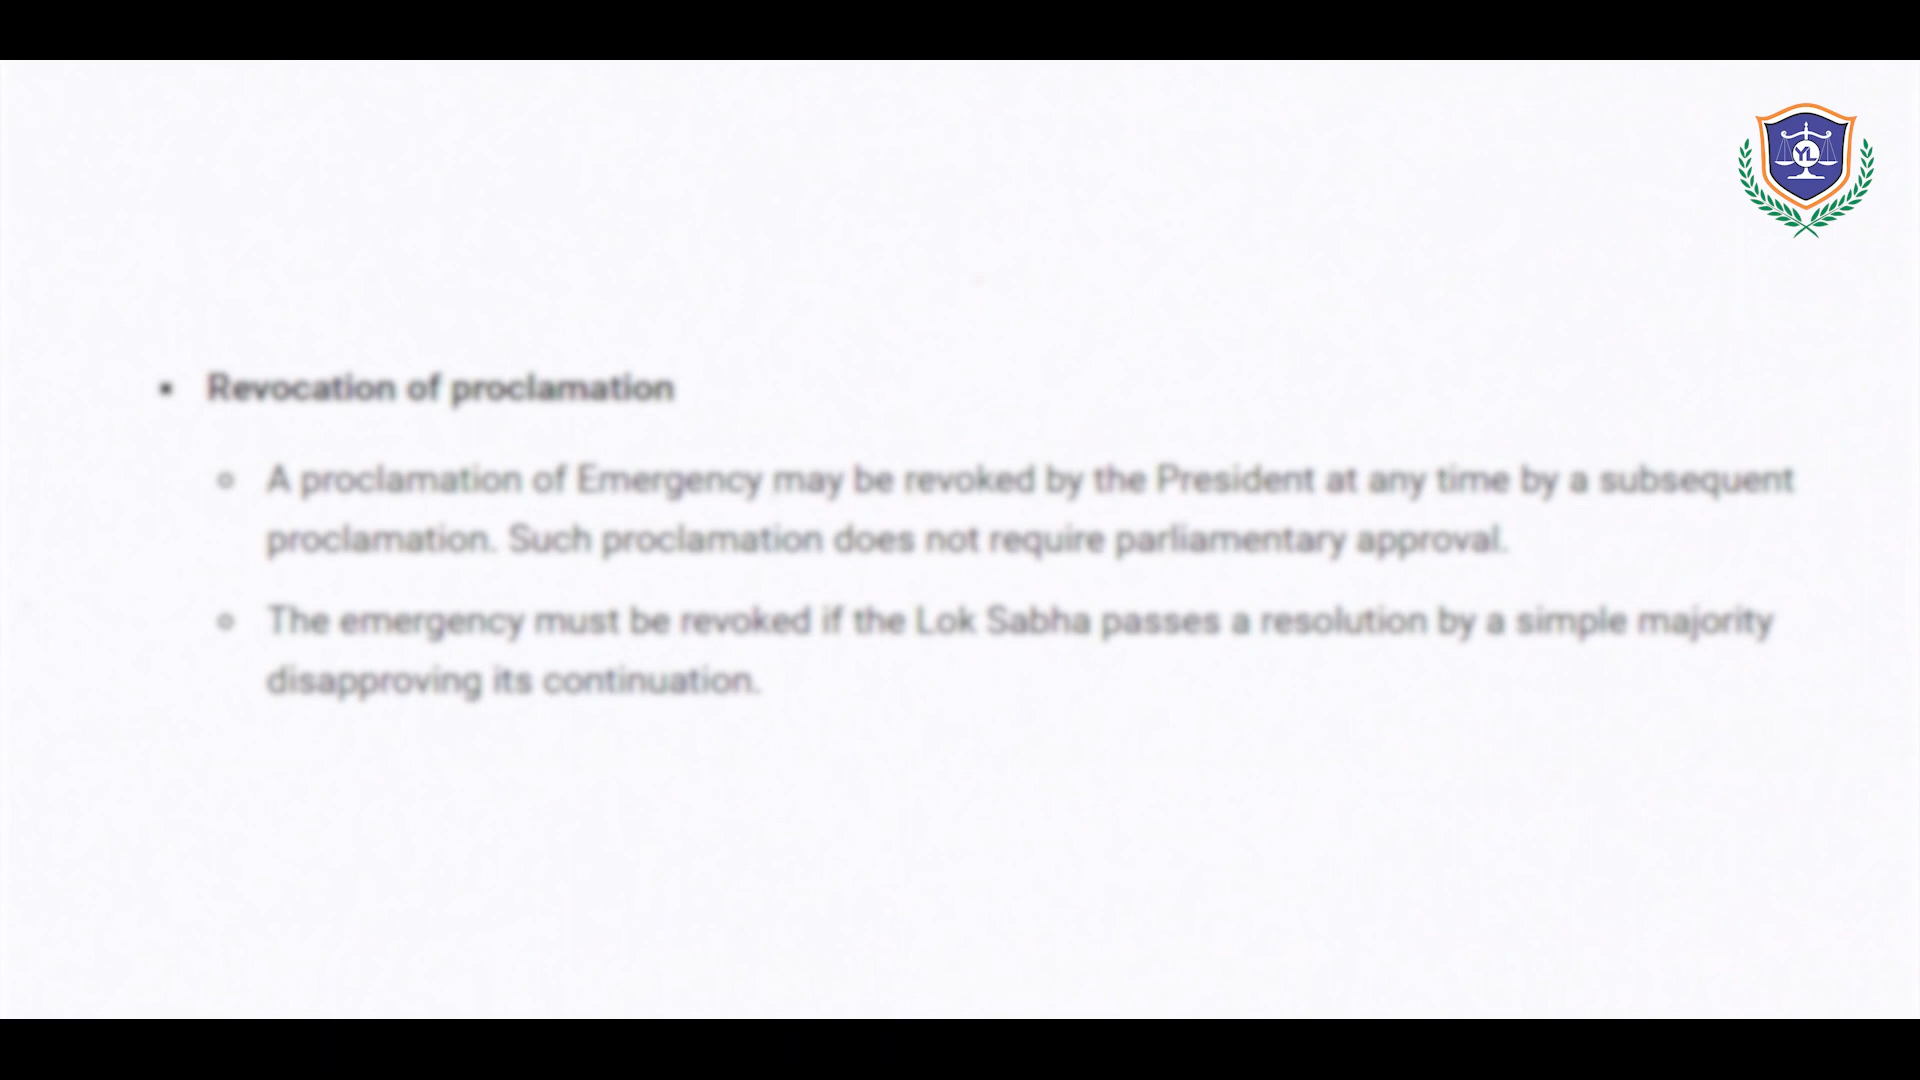 YL
▪ Revocation of proclamation
○ A proclamation of Emergency may be revoked by the President at any time by a subsequent
proclamation. Such proclamation does not require parliamentary approval.
○ The emergency must be revoked if the Lok Sabha passes a resolution by a simple majority
disapproving its continuation.